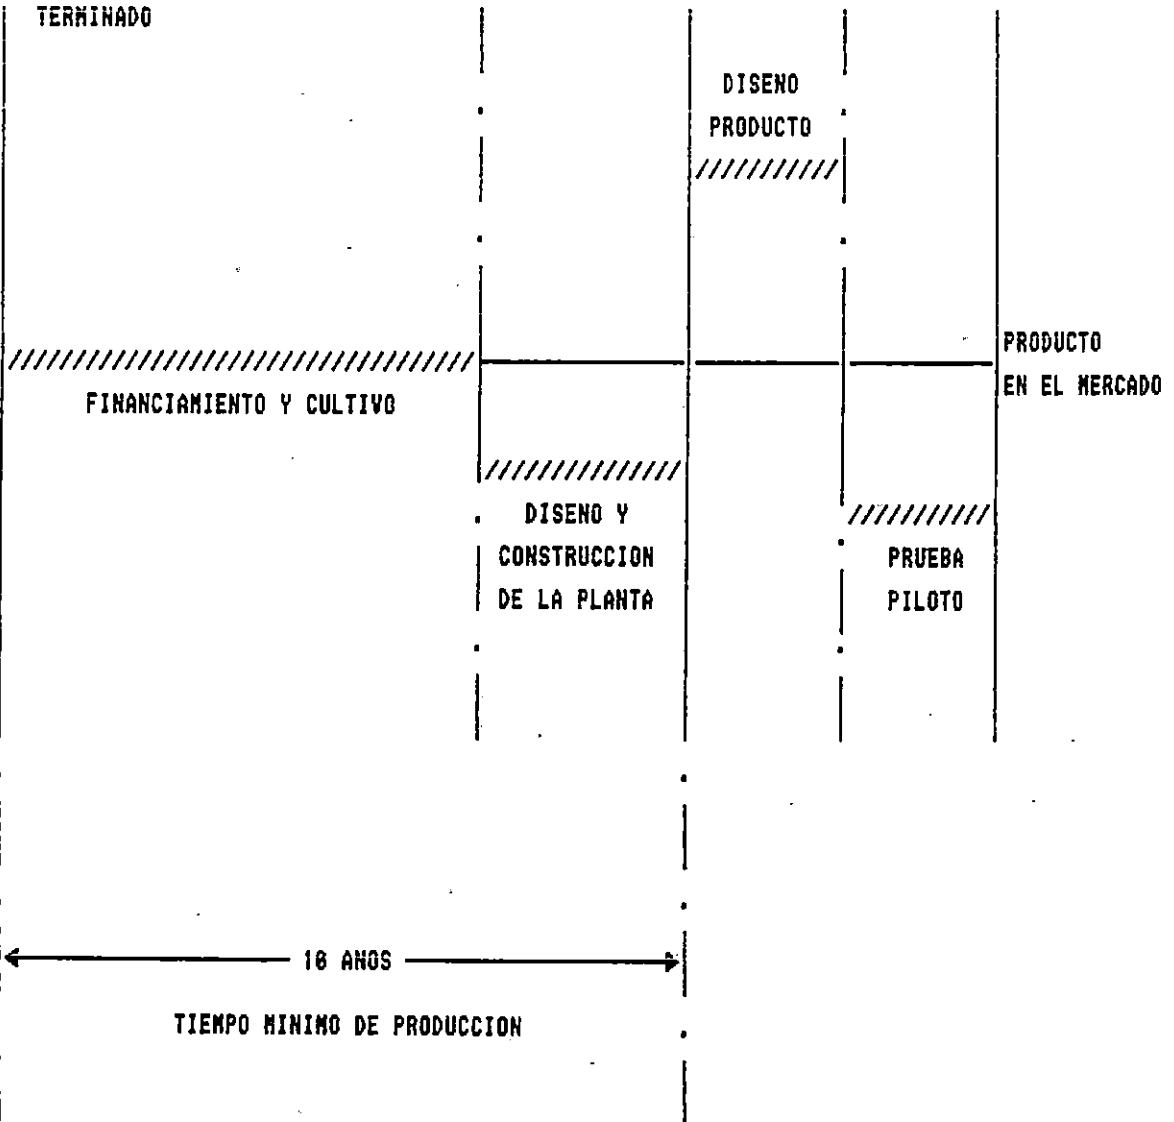 TERMINADO
DISENO
PRODUCTO
///////////
PRODUCTO
EN EL MERCADO
///////////////////////////////////
FINANCIAMIENTO Y CULTIVO
///////////////
DISENO Y
CONSTRUCCION
DE LA PLANTA
///////////
PRUEBA
PILOTO
10 ANOS
TIEMPO MINIMO DE PRODUCCION